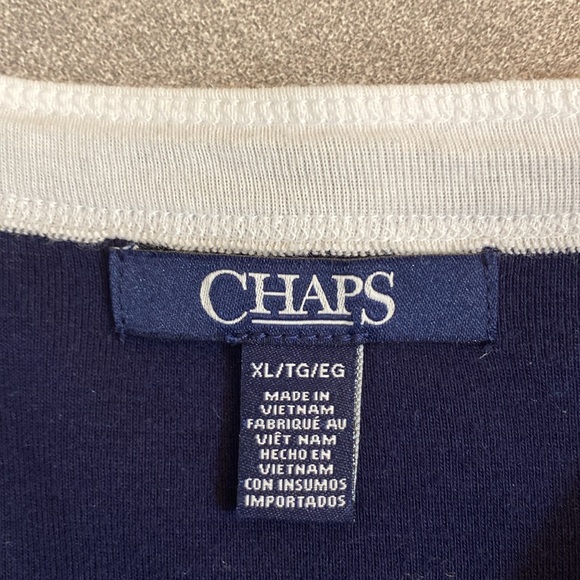 CHAPS
XL/TG/EG
MADE IN
VIETNAM
FABRIQUÉ AU
VIÊT NAM
HECHO EN
VIETNAM
CON INSUMOS
IMPORTADOS